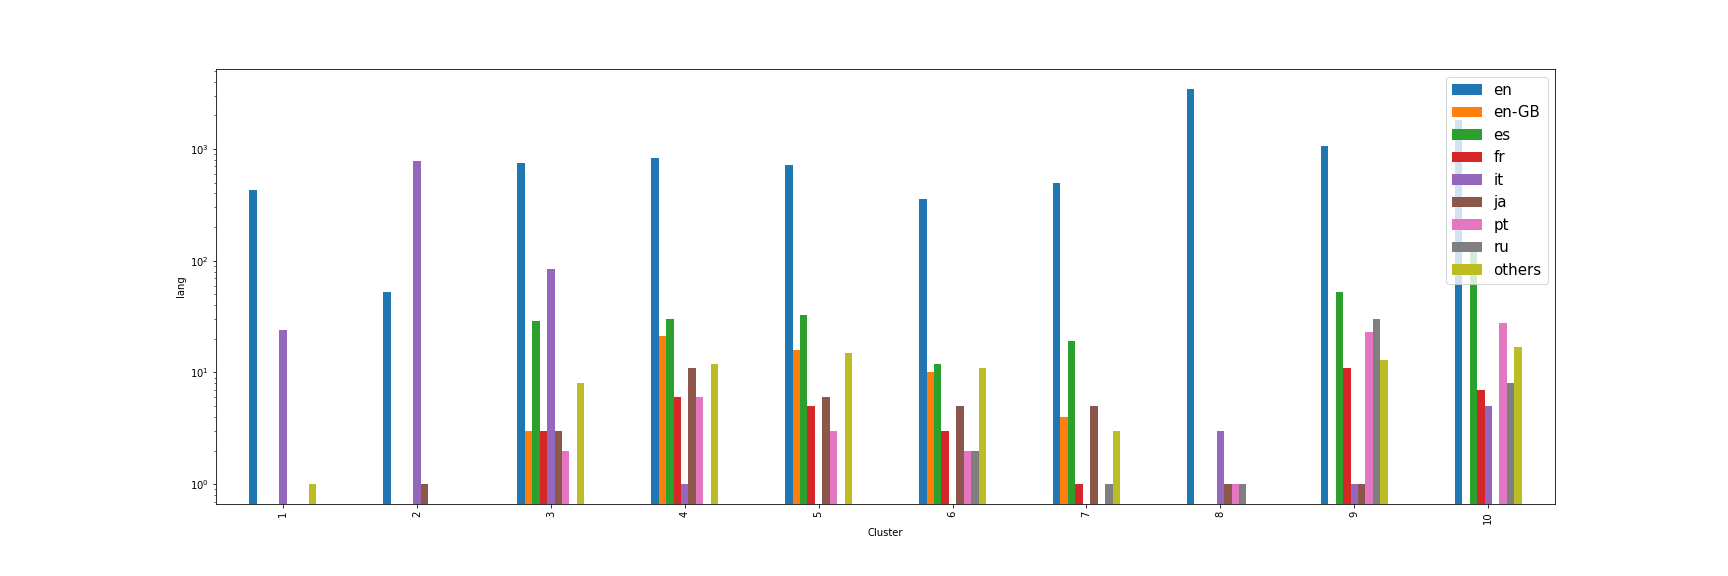 10³
10²
10¹
10⁰
lang
1 2 3 4 5 6 7 8 9 10
Cluster
en
en-GB
es
fr
it
ja
pt
ru
others